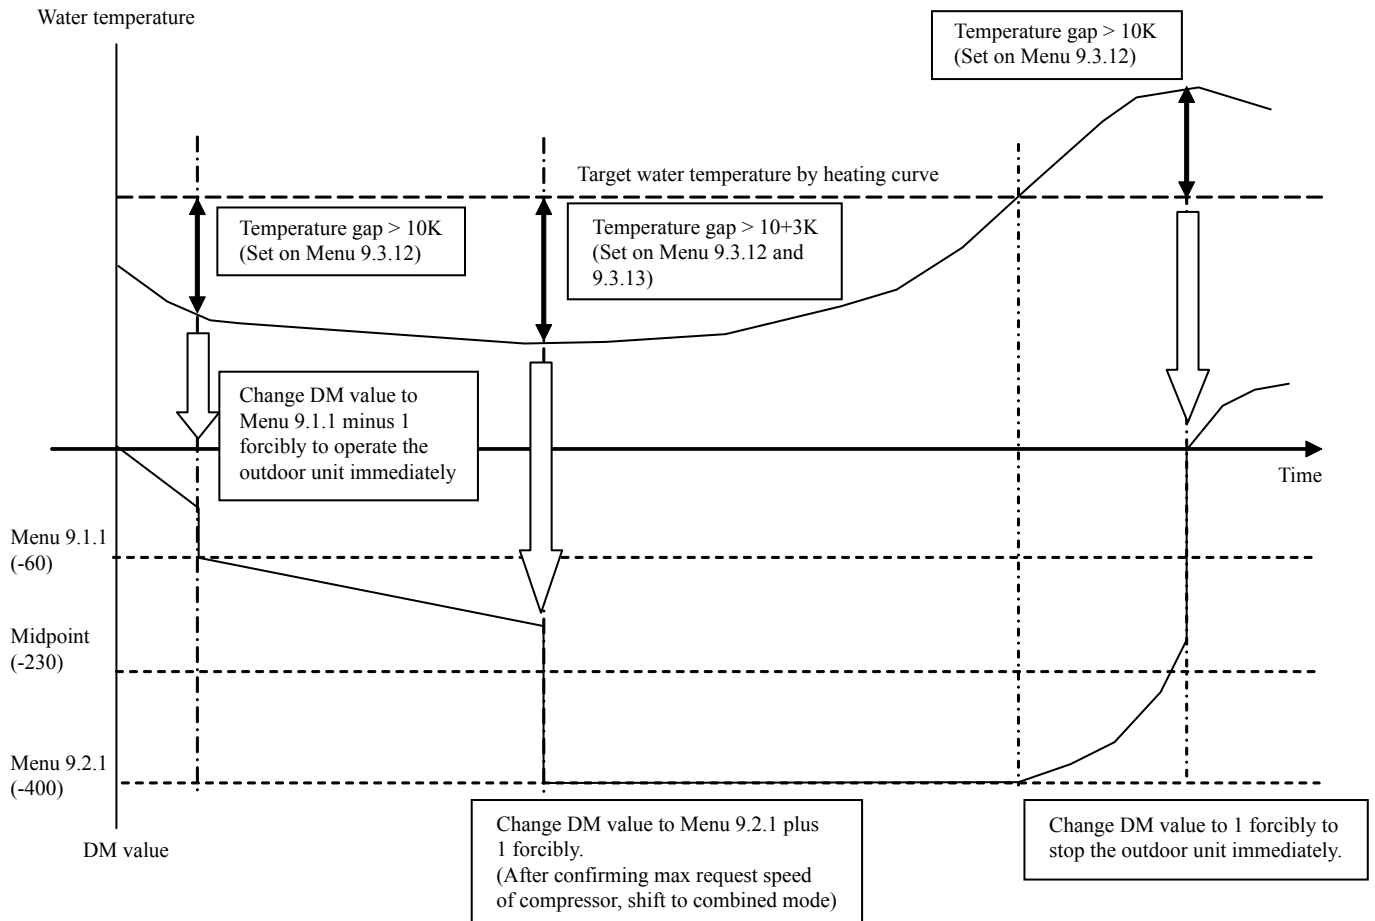 Water temperature
Temperature gap > 10K
(Set on Menu 9.3.12)
Target water temperature by heating curve
Temperature gap > 10K
(Set on Menu 9.3.12)
Temperature gap > 10+3K
(Set on Menu 9.3.12 and
9.3.13)
Change DM value to
Menu 9.1.1 minus 1
forcibly to operate the
outdoor unit immediately
Time
Menu 9.1.1
(-60)
Midpoint
(-230)
Menu 9.2.1
(-400)
DM value
Change DM value to Menu 9.2.1 plus
1 forcibly.
(After confirming max request speed
of compressor, shift to combined mode)
Change DM value to 1 forcibly to
stop the outdoor unit immediately.